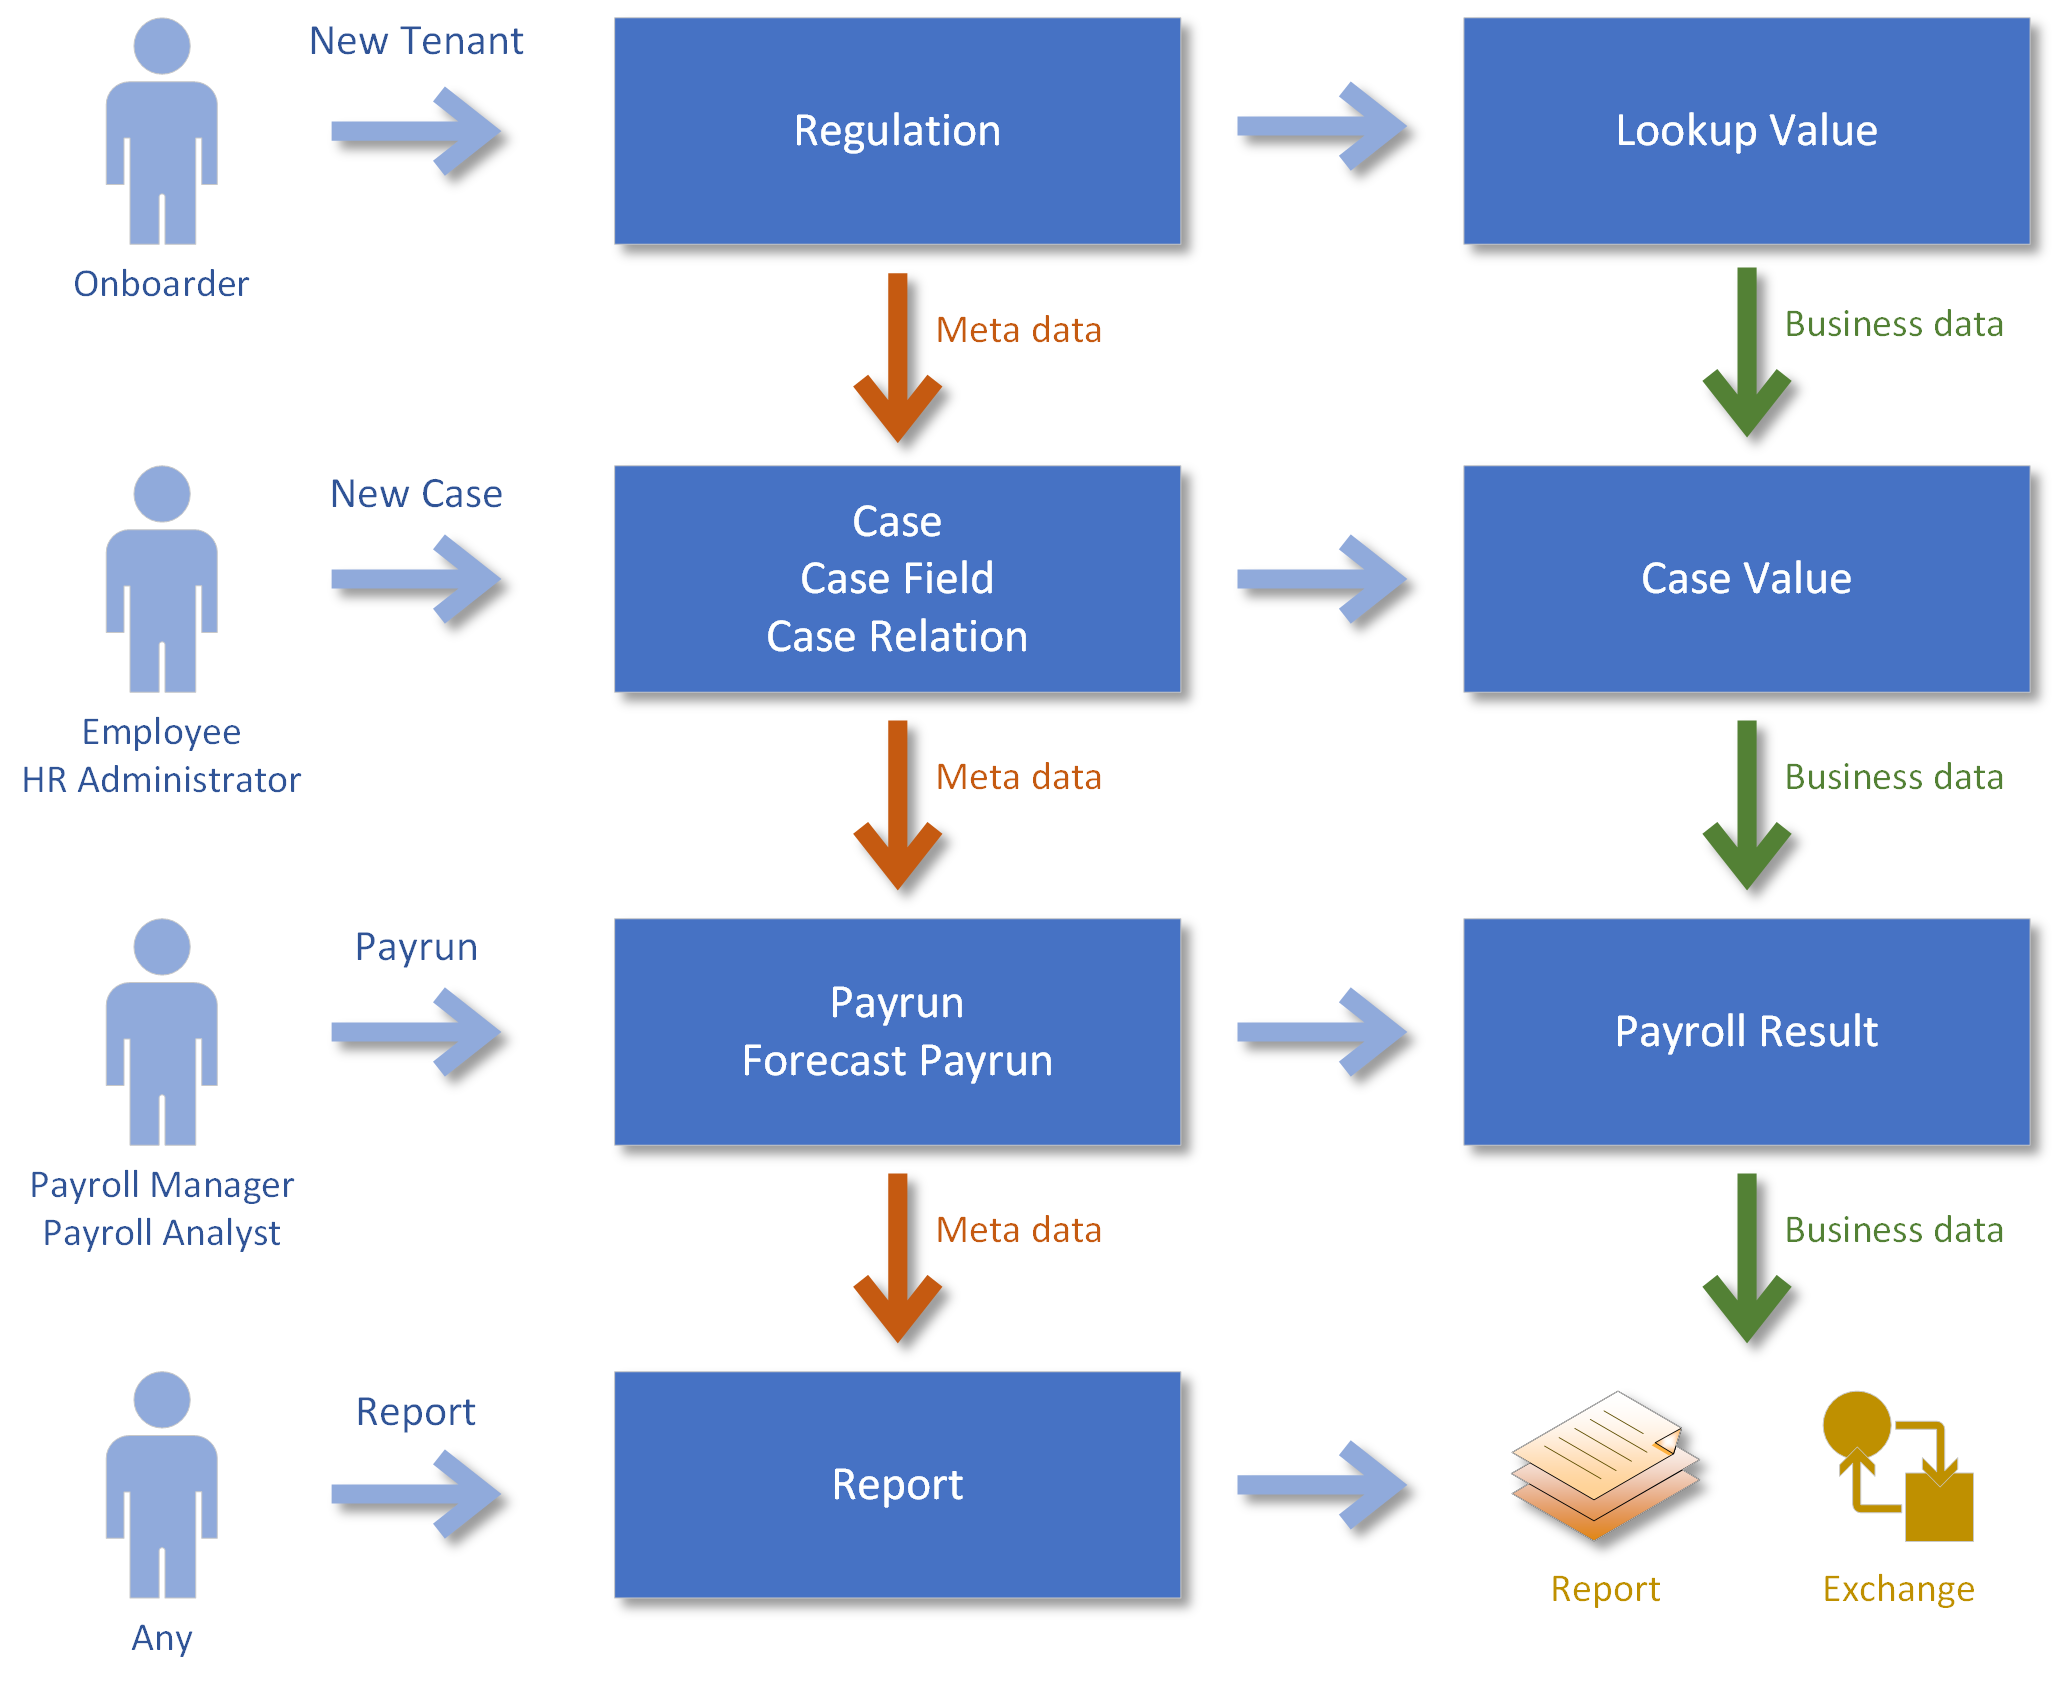 New Tenant
Regulation
Lookup Value
Onboarder
Meta data
Business data
New Case
Case
Case Field
Case Relation
Case Value
Employee
HR Administrator
Meta data
Business data
Payrun
Payrun
Forecast Payrun
Payroll Result
Payroll Manager
Payroll Analyst
Meta data
Business data
Report
Report
Report
Exchange
Any